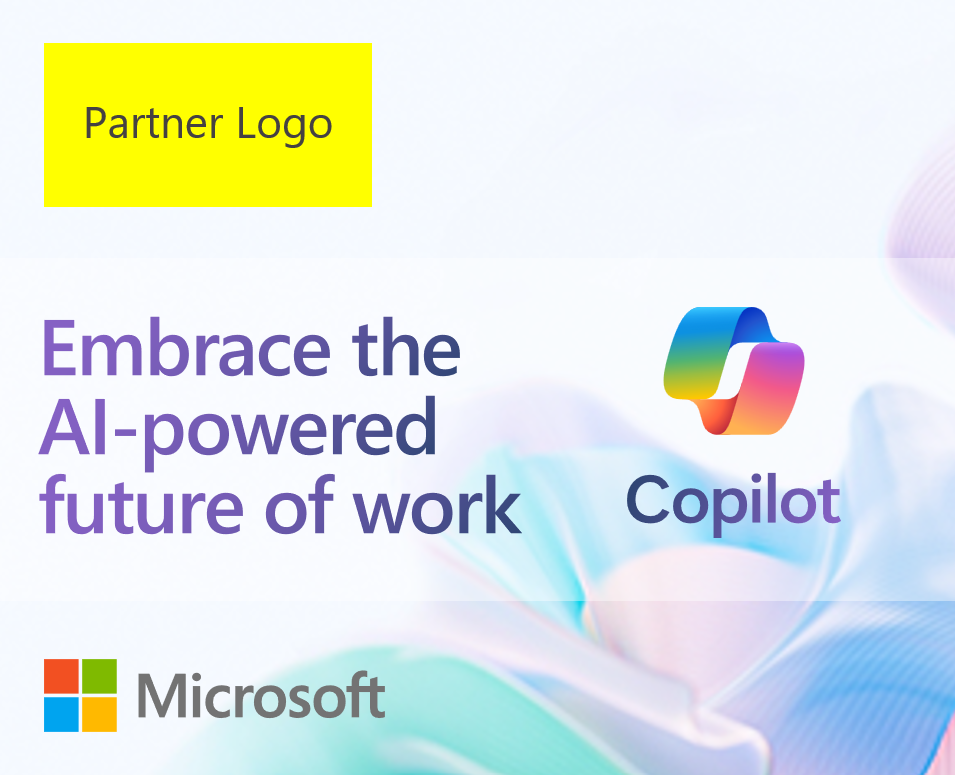 Partner Logo
Embrace the
AI-powered
future of work
Copilot
Microsoft